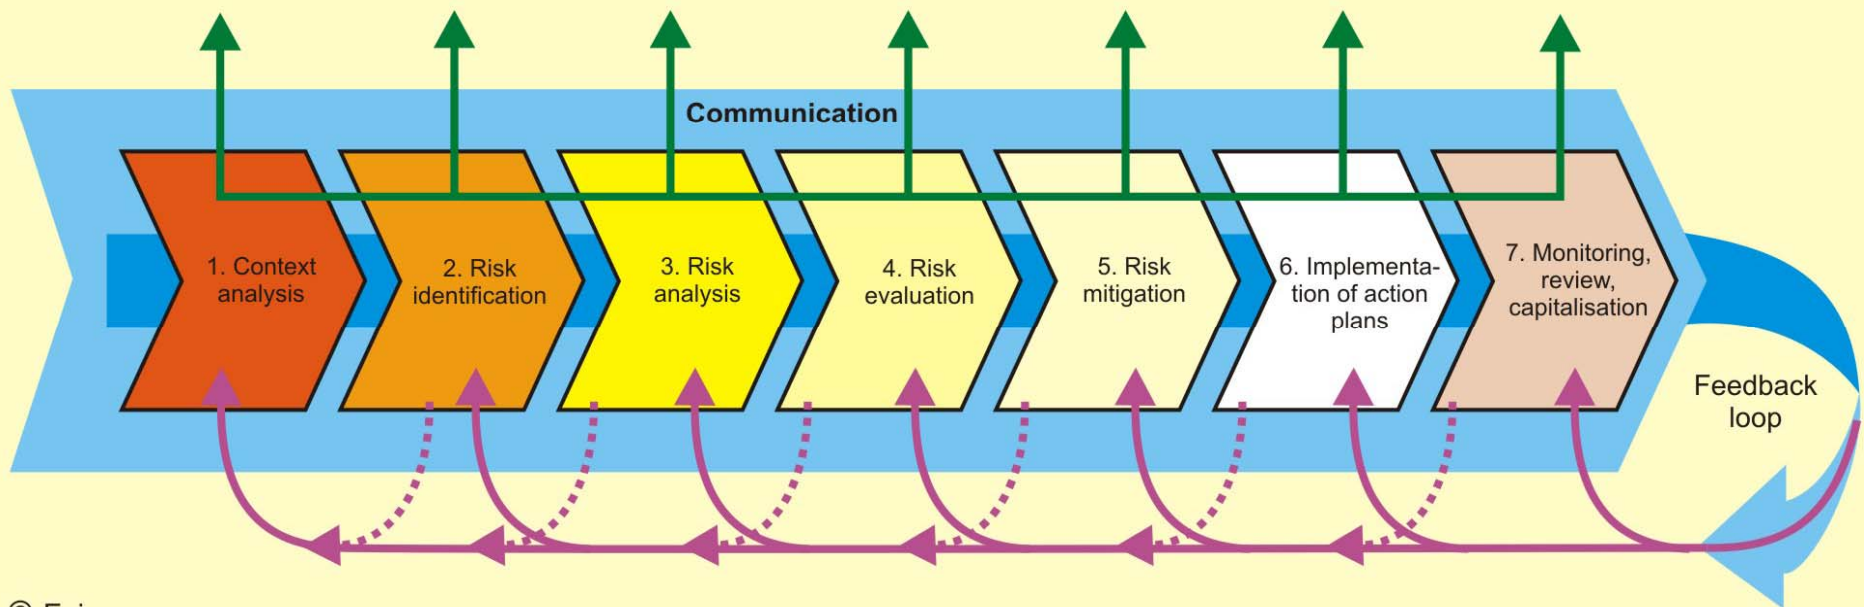 Communication
1. Context
analysis
2. Risk
identification
3. Risk
analysis
4. Risk
evaluation
5. Risk
mitigation
6. Implementa-
tion of action
plans
7. Monitoring,
review,
capitalisation
Feedback
loop